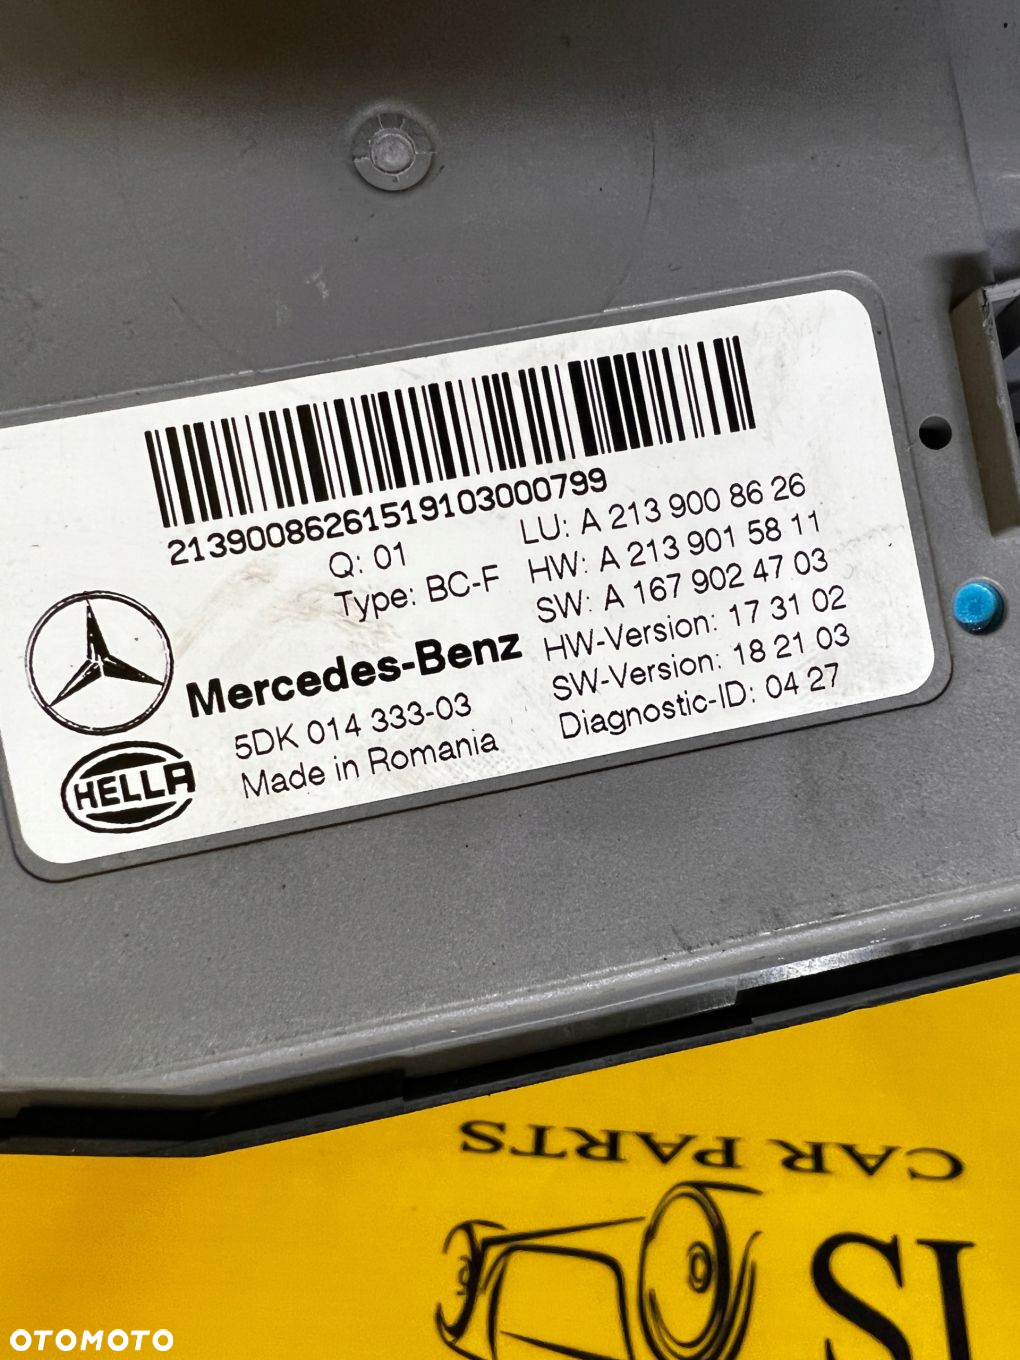 21390086261519103000799
Q: 01
Type: BC-F
LU: A 213 900 86 26
HW: A 213 901 58 11
SW: A 167 902 47 03
HW-Version: 17 31 02
SW-Version: 18 21 03
Diagnostic-ID: 04 27
Mercedes-Benz
5DK 014 333-03
Made in Romania
HELLA
CAR PARTS
IS
OTOMOTO